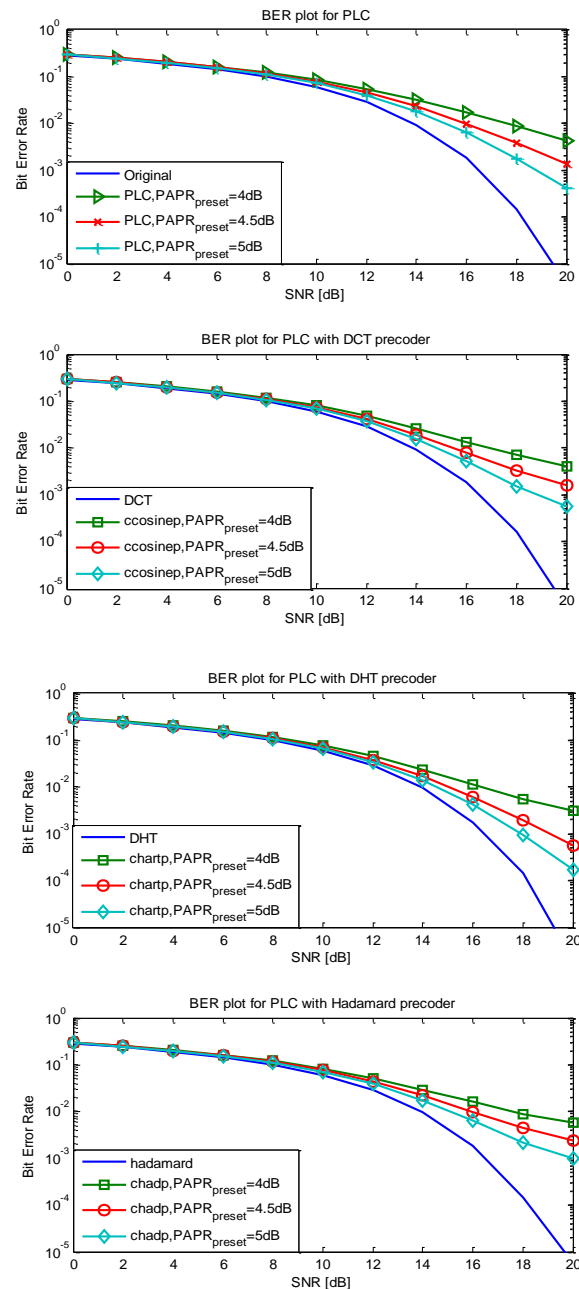 BER plot for PLC
10^0
10^-1
10^-2
10^-3
10^-4
10^-5
Bit Error Rate
Original
PLC,PAPR_preset=4dB
PLC,PAPR_preset=4.5dB
PLC,PAPR_preset=5dB
0 2 4 6 8 10 12 14 16 18 20
SNR [dB]
BER plot for PLC with DCT precoder
10^0
10^-1
10^-2
10^-3
10^-4
10^-5
Bit Error Rate
DCT
ccosinep,PAPR_preset=4dB
ccosinep,PAPR_preset=4.5dB
ccosinep,PAPR_preset=5dB
0 2 4 6 8 10 12 14 16 18 20
SNR [dB]
BER plot for PLC with DHT precoder
10^0
10^-1
10^-2
10^-3
10^-4
10^-5
Bit Error Rate
DHT
chartp,PAPR_preset=4dB
chartp,PAPR_preset=4.5dB
chartp,PAPR_preset=5dB
0 2 4 6 8 10 12 14 16 18 20
SNR [dB]
BER plot for PLC with Hadamard precoder
10^0
10^-1
10^-2
10^-3
10^-4
10^-5
Bit Error Rate
hadamard
chadp,PAPR_preset=4dB
chadp,PAPR_preset=4.5dB
chadp,PAPR_preset=5dB
0 2 4 6 8 10 12 14 16 18 20
SNR [dB]